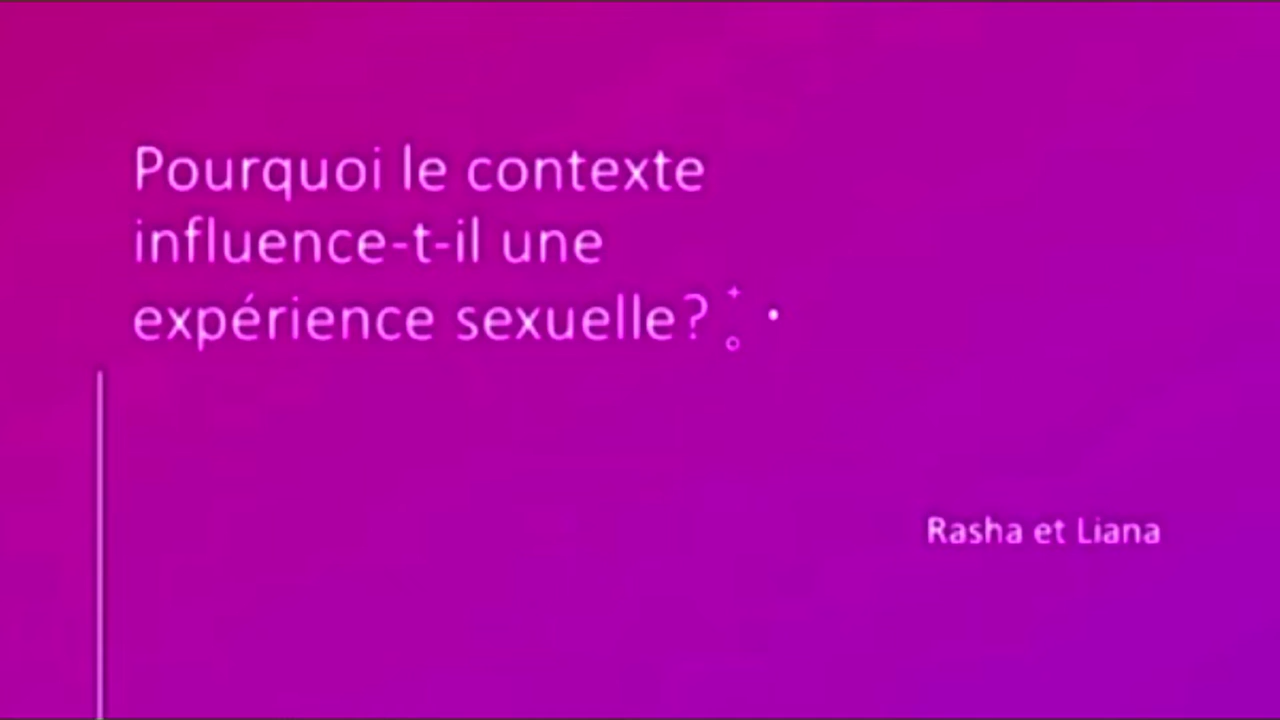 Pourquoi le contexte
influence-t-il une
expérience sexuelle?
Rasha et Liana